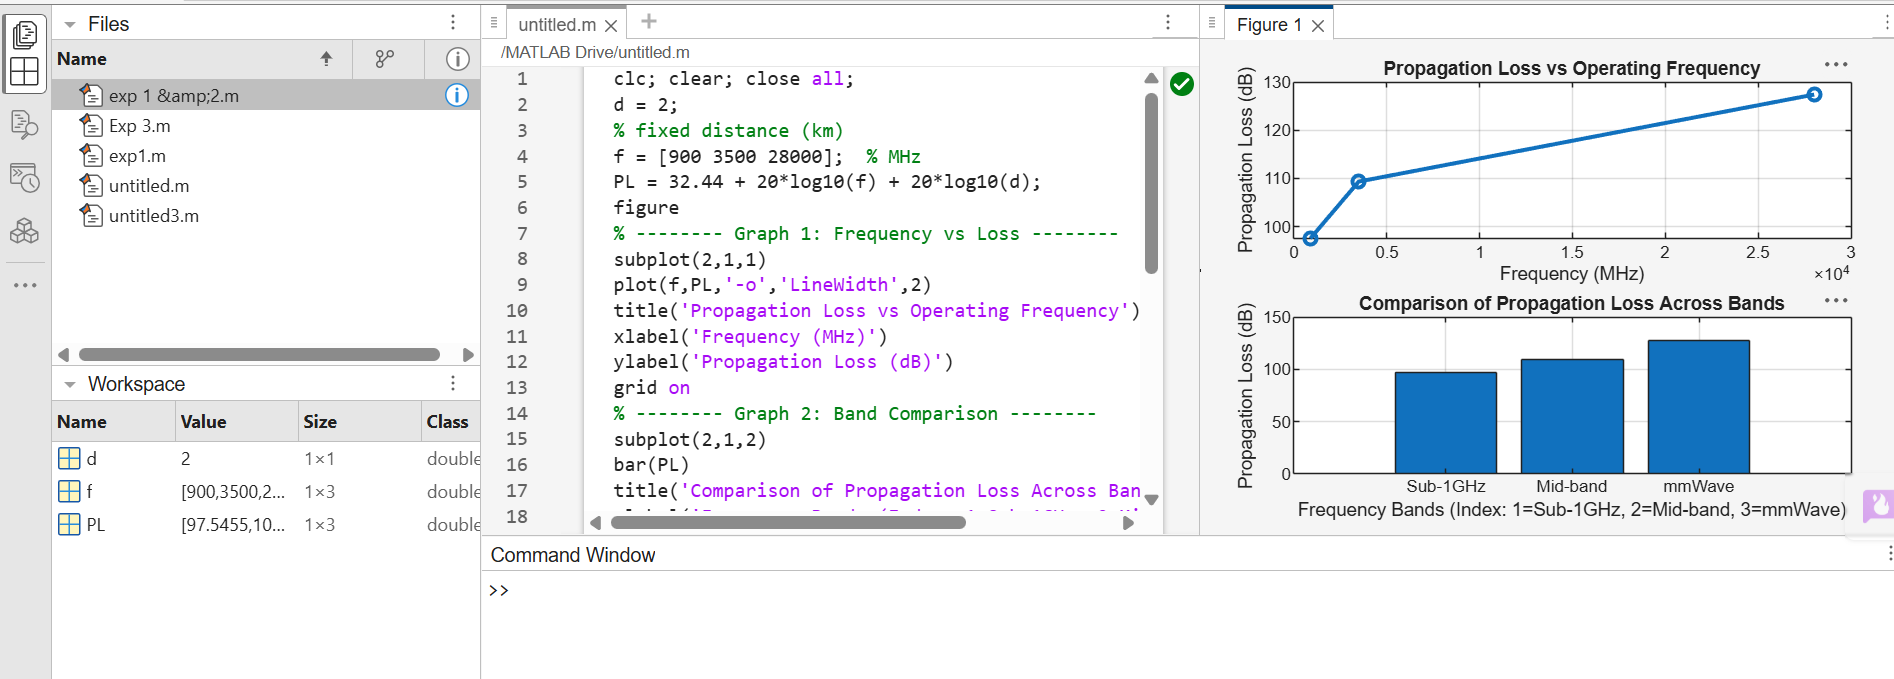 Files
Name
exp 1 &amp;2.m
Exp 3.m
exp1.m
untitled.m
untitled3.m
Workspace
Name Value Size Class
d 2 1×1 double
f [900,3500,2... 1×3 double
PL [97.5455,10... 1×3 double
untitled.m
/MATLAB Drive/untitled.m
1 clc; clear; close all;
2 d = 2;
3 % fixed distance (km)
4 f = [900 3500 28000]; % MHz
5 PL = 32.44 + 20*log10(f) + 20*log10(d);
6 figure
7 % -------- Graph 1: Frequency vs Loss --------
8 subplot(2,1,1)
9 plot(f,PL,'-o','LineWidth',2)
10 title('Propagation Loss vs Operating Frequency')
11 xlabel('Frequency (MHz)')
12 ylabel('Propagation Loss (dB)')
13 grid on
14 % -------- Graph 2: Band Comparison --------
15 subplot(2,1,2)
16 bar(PL)
17 title('Comparison of Propagation Loss Across Ban
18
Command Window
>>
Figure 1
Propagation Loss vs Operating Frequency
Propagation Loss (dB)
130
120
110
100
0 0.5 1 1.5 2 2.5 3
Frequency (MHz)
×10⁴
Comparison of Propagation Loss Across Bands
Propagation Loss (dB)
150
100
50
0
Sub-1GHz Mid-band mmWave
Frequency Bands (Index: 1=Sub-1GHz, 2=Mid-band, 3=mmWave)